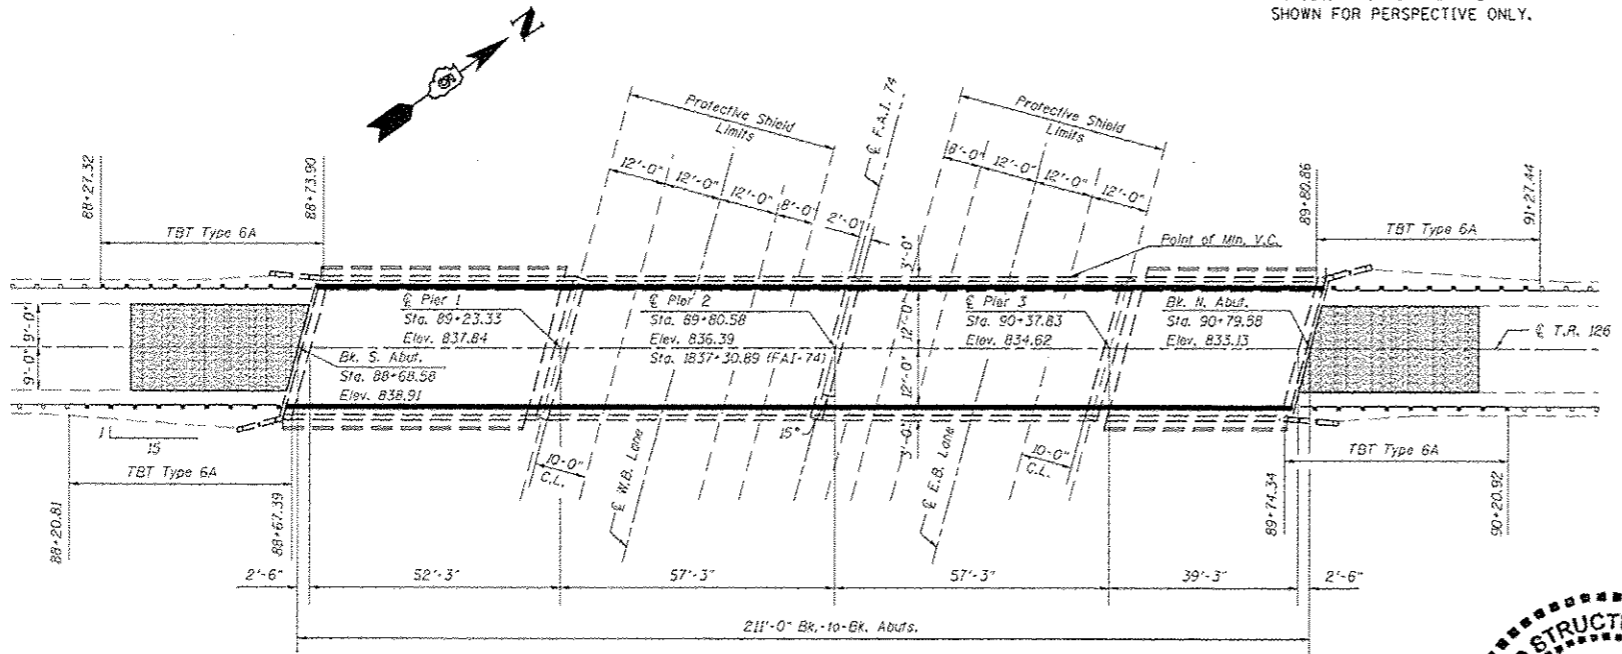 SHOWN FOR PERSPECTIVE ONLY.
N
Protective Shield
Limits
12'-0"
12'-0"
12'-0"
8'-0"
2'-0"
℄ F.A.I. 74
Protective Shield
Limits
8'-0"
12'-0"
12'-0"
12'-0"
88+27.32
88+73.90
TBT Type 6A
89+80.86
91+27.44
TBT Type 6A
Point of Min. V.C.
3'-0"
12'-0"
12'-0"
3'-0"
9'-0"
9'-0"
℄ Pier 1
Sta. 89+23.33
Elev. 837.84
℄ Pier 2
Sta. 89+80.58
Elev. 836.39
Sta. 1837+30.89 (FAI-74)
℄ Pier 3
Sta. 90+37.83
Elev. 834.62
Bk. N. Abut.
Sta. 90+79.58
Elev. 833.13
℄ T.R. 126
Bk. S. Abut.
Sta. 88+68.58
Elev. 838.91
1
15
15°
TBT Type 6A
88+20.81
88+67.39
10'-0"
C.L.
℄ W.B. Lane
℄ E.B. Lane
10'-0"
C.L.
TBT Type 6A
89+74.34
90+20.92
2'-6"
52'-3"
57'-3"
57'-3"
39'-3"
2'-6"
211'-0" Bk.-to-Bk. Abuts.